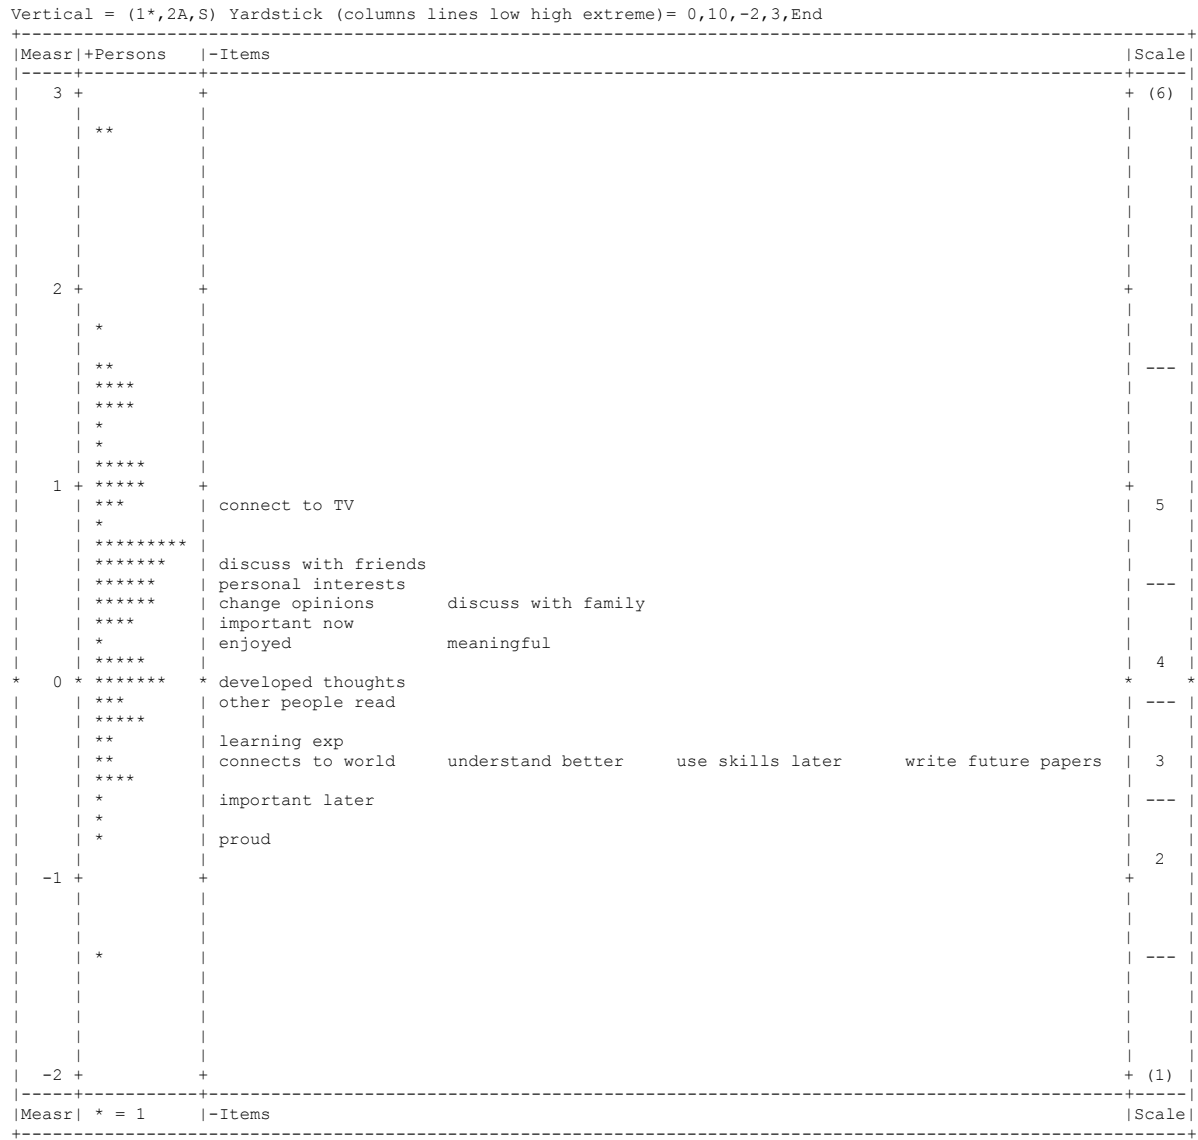 Vertical = (1*,2A,S) Yardstick (columns lines low high extreme)= 0,10,-2,3,End
|Measr|+Persons |-Items |Scale|
3 + + + (6)
**
2 + + +
*
** ---
****
****
*
*
*****
1 + ***** + +
*** | connect to TV | 5
*
*********
******* | discuss with friends
****** | personal interests | ---
****** | change opinions discuss with family
**** | important now
* | enjoyed meaningful
***** | 4
* 0 * ******* * developed thoughts * *
*** | other people read | ---
*****
** | learning exp
** | connects to world understand better use skills later write future papers | 3
****
* | important later | ---
*
* | proud
2
-1 + + +
* ---
-2 + + + (1)
|Measr| * = 1 |-Items |Scale|